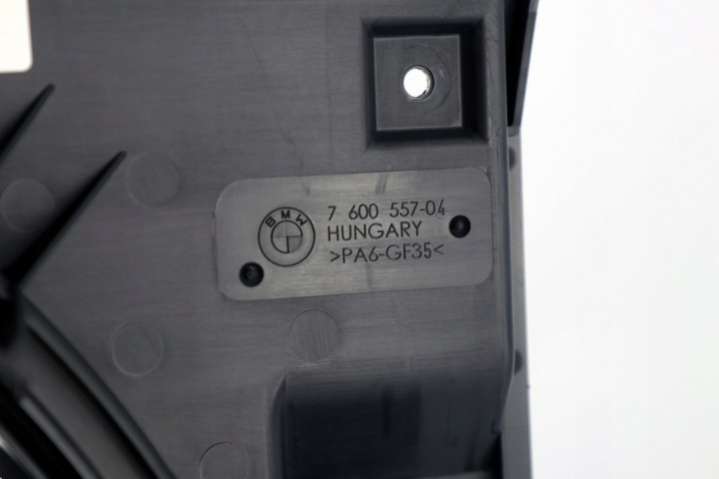 BMW
7 600 557-04
HUNGARY
>PA6-GF35<